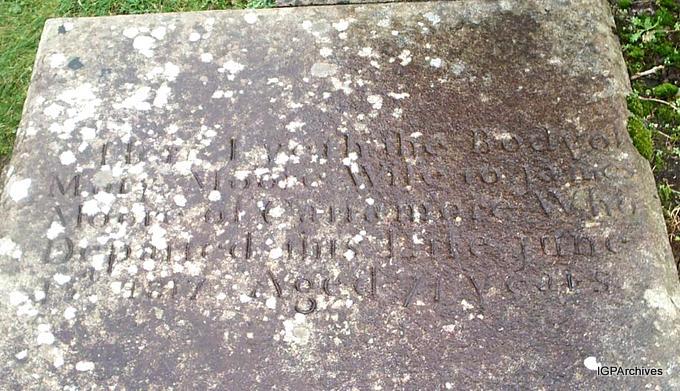 Here Lyeth the Body of
Mary Moore Wife to James
Moore of Who
Departed this Life June
Aged 71 Years
IGPArchives